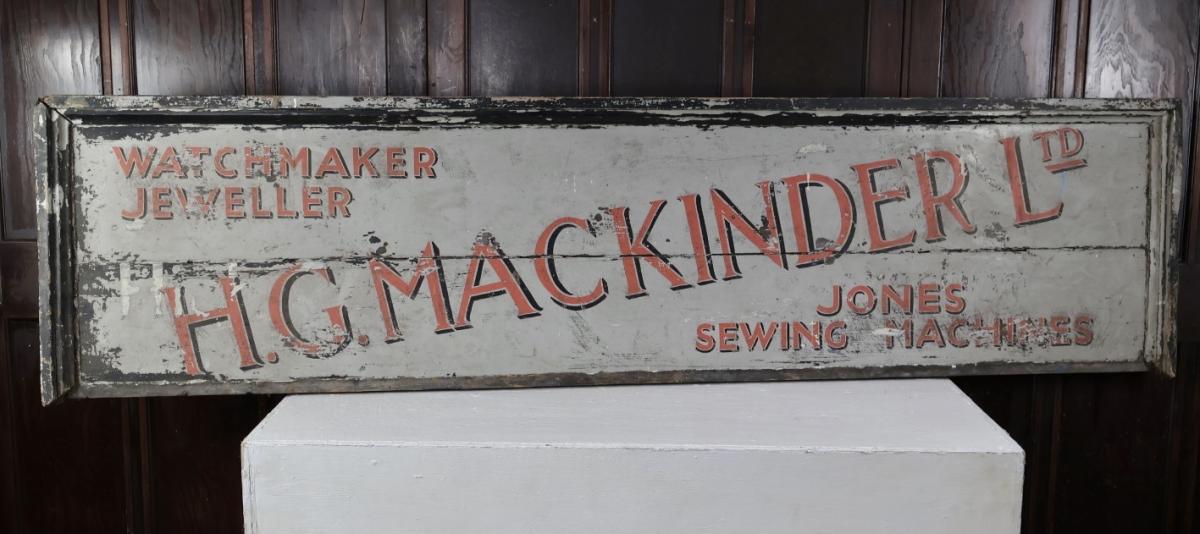 WATCHMAKER
JEWELLER
H.G. MACKINDER LTD
JONES
SEWING MACHINES